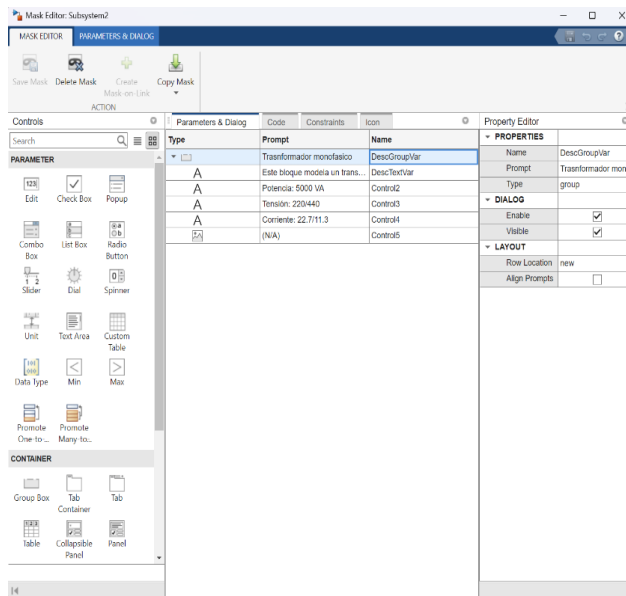 Mask Editor: Subsystem2
MASK EDITOR PARAMETERS & DIALOG
Save Mask Delete Mask Create Mask-on-Link Copy Mask
ACTION
Controls
Search
PARAMETER
Edit Check Box Popup
Combo Box List Box Radio Button
Slider Dial Spinner
Unit Text Area Custom Table
Data Type Min Max
Promote One-to-... Promote Many-to...
CONTAINER
Group Box Tab Container Tab
Table Collapsible Panel Panel
Parameters & Dialog Code Constraints Icon
Type Prompt Name
Trasnformador monofasico DescGroupVar
A Este bloque modela un trans... DescTextVar
A Potencia: 5000 VA Control2
A Tensión: 220/440 Control3
A Corriente: 22.7/11.3 Control4
(N/A) Control5
Property Editor
PROPERTIES
Name DescGroupVar
Prompt Trasnformador mon
Type group
DIALOG
Enable
Visible
LAYOUT
Row Location new
Align Prompts